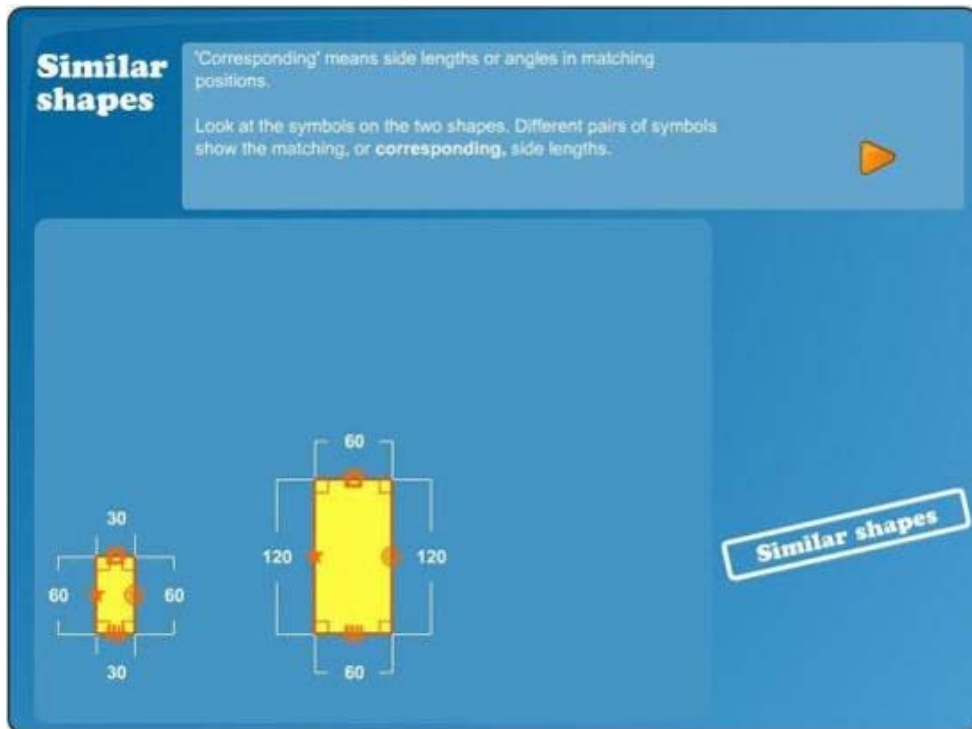 Similar
shapes
'Corresponding' means side lengths or angles in matching
positions.
Look at the symbols on the two shapes. Different pairs of symbols
show the matching, or corresponding, side lengths.
60
120
120
60
30
60
60
30
Similar shapes